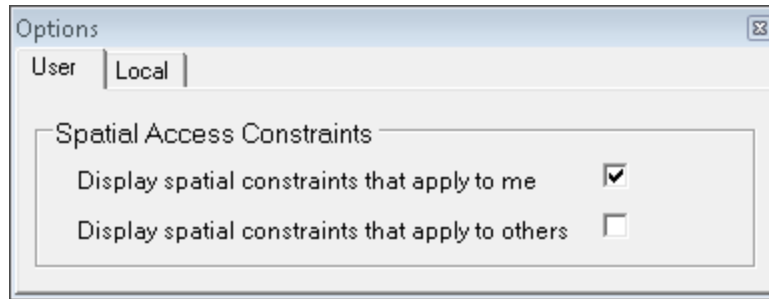 Options
User
Local
Spatial Access Constraints
Display spatial constraints that apply to me
Display spatial constraints that apply to others